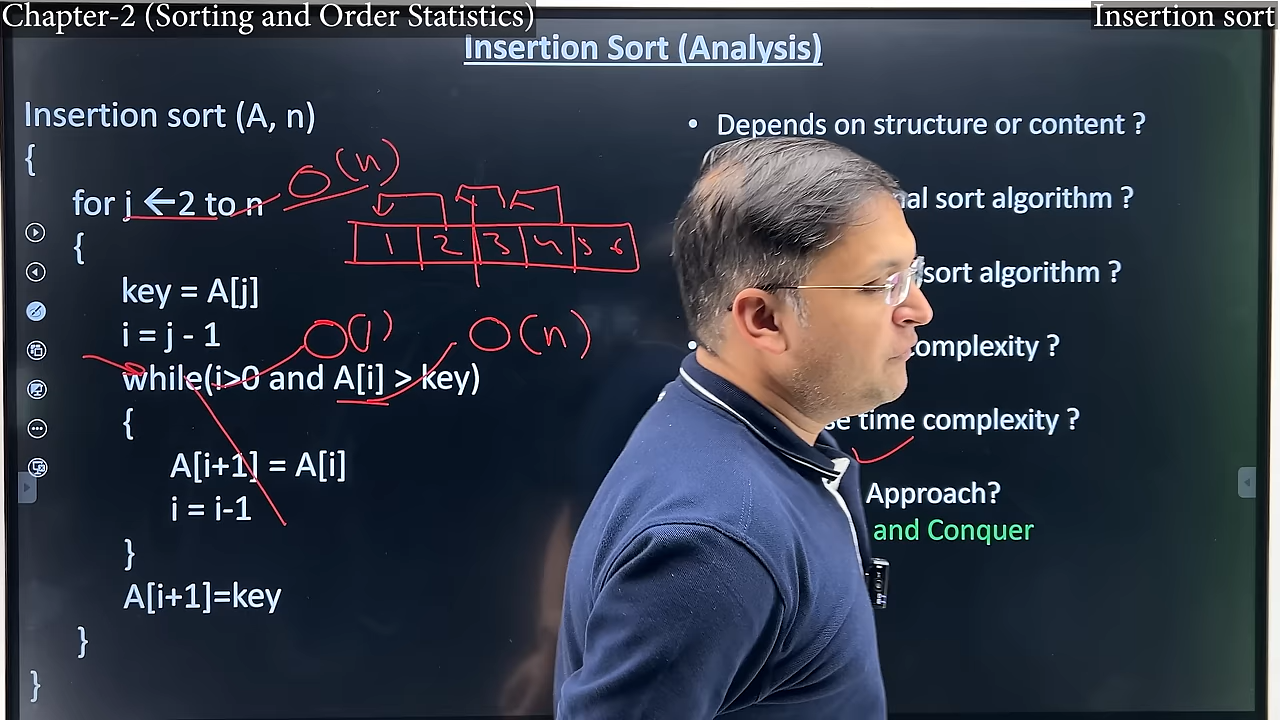 Chapter-2 (Sorting and Order Statistics)
Insertion sort
Insertion Sort (Analysis)
Insertion sort (A, n)
{
for j ←2 to n
O(n)
{
1 2 3 4 5 6
key = A[j]
i = j - 1
O(1)
O(n)
while(i>0 and A[i] > key)
{
A[i+1] = A[i]
i = i-1
}
A[i+1]=key
}
}
• Depends on structure or content ?
sort algorithm ?
sort algorithm ?
• complexity ?
time complexity ?
Approach?
and Conquer